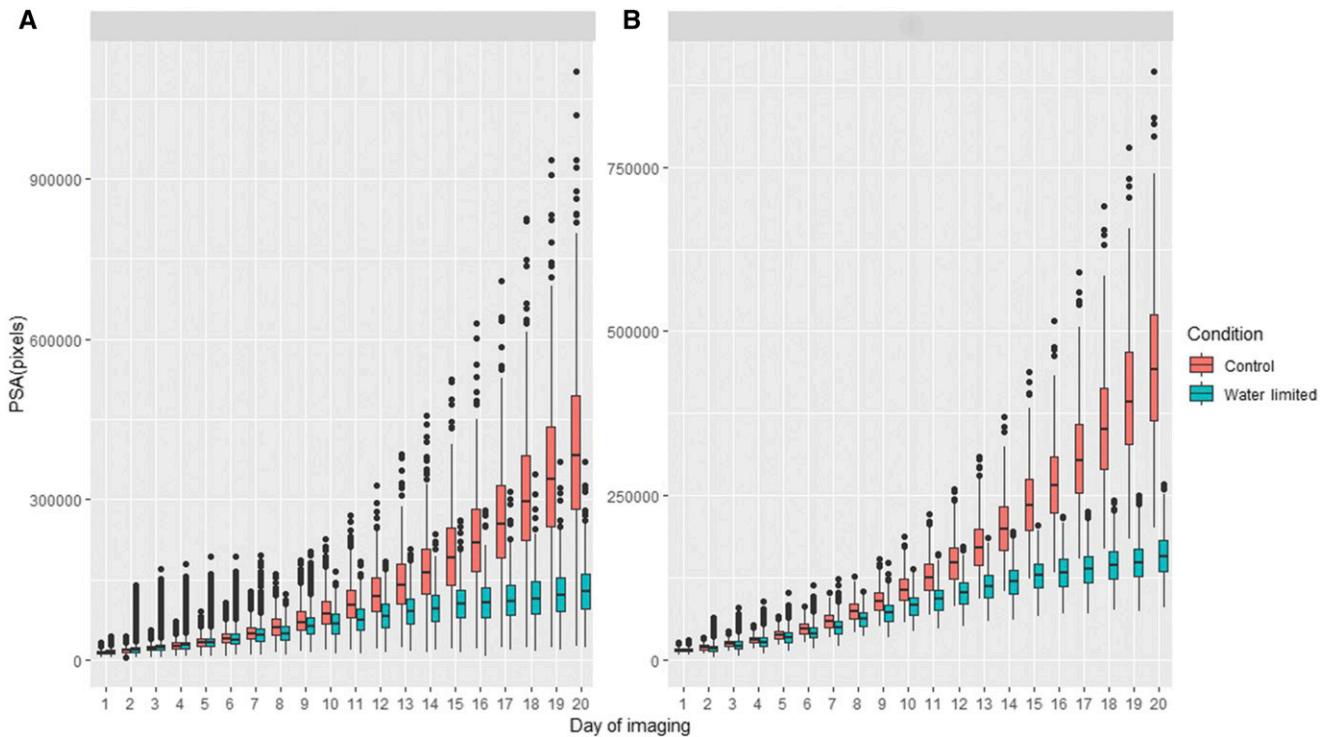 A
B
PSA(pixels)
900000
600000
300000
0
750000
500000
250000
0
1 2 3 4 5 6 7 8 9 10 11 12 13 14 15 16 17 18 19 20
1 2 3 4 5 6 7 8 9 10 11 12 13 14 15 16 17 18 19 20
Day of imaging
Condition
Control
Water limited